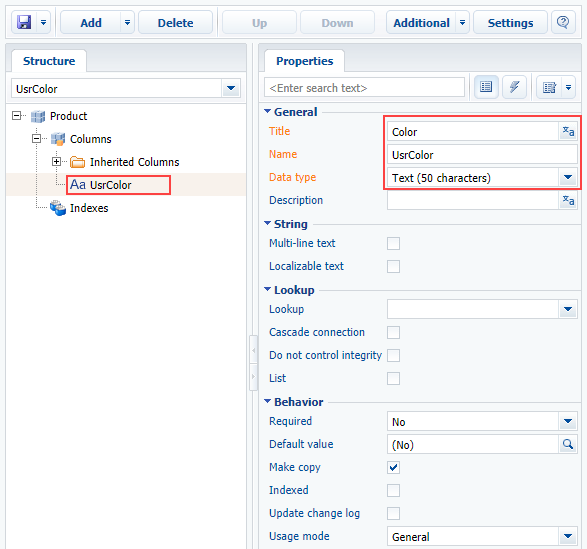 Add Delete Up Down Additional Settings
Structure
UsrColor
Product
Columns
Inherited Columns
Aa UsrColor
Indexes
Properties
<Enter search text>
General
Title Color
Name UsrColor
Data type Text (50 characters)
Description
String
Multi-line text
Localizable text
Lookup
Lookup
Cascade connection
Do not control integrity
List
Behavior
Required No
Default value (No)
Make copy
Indexed
Update change log
Usage mode General